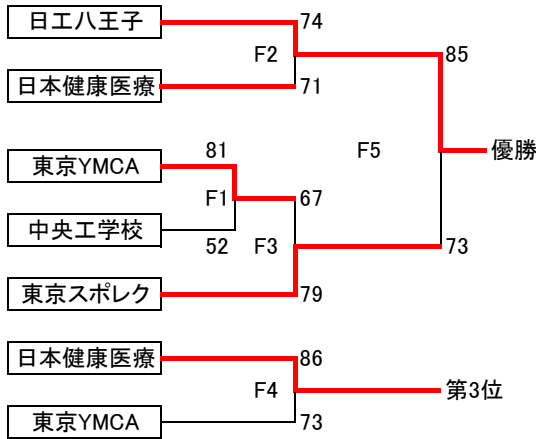 日工八王子
74
F2
85
日本健康医療
71
81
F5
優勝
東京YMCA
F1
67
中央工学校
52
F3
73
東京スポレク
79
日本健康医療
86
F4
第3位
東京YMCA
73